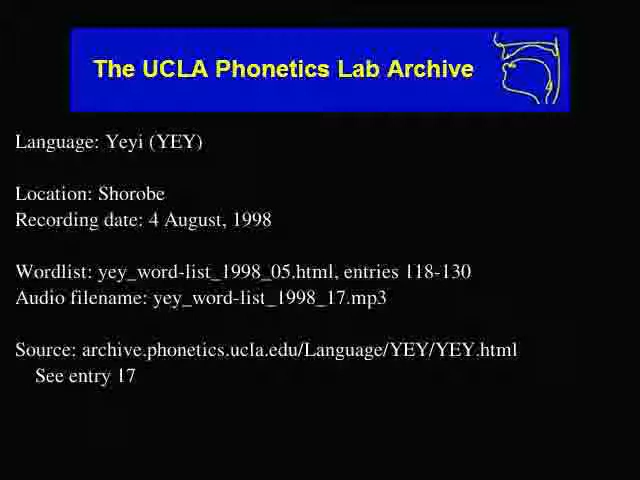 The UCLA Phonetics Lab Archive
Language: Yeyi (YEY)
Location: Shorobe
Recording date: 4 August, 1998
Wordlist: yey_word-list_1998_05.html, entries 118-130
Audio filename: yey_word-list_1998_17.mp3
Source: archive.phonetics.ucla.edu/Language/YEY/YEY.html
See entry 17